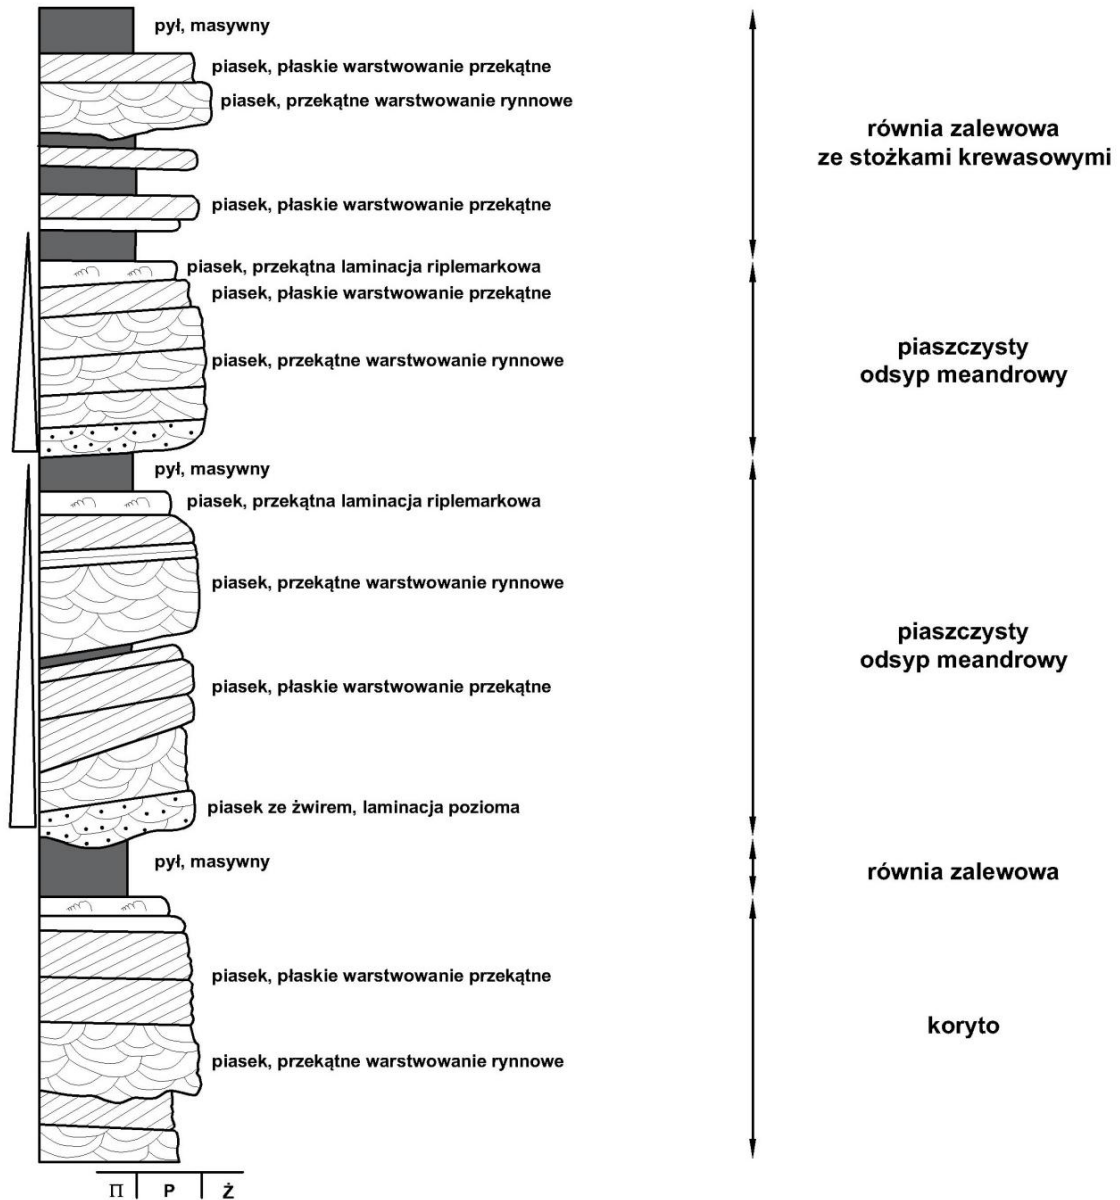 pył, masywny
piasek, płaskie warstwowanie przekątne
piasek, przekątne warstwowanie rynnowe
równia zalewowa
ze stożkami krewasowymi
piasek, płaskie warstwowanie przekątne
piasek, przekątna laminacja riplemarkowa
piasek, płaskie warstwowanie przekątne
piasek, przekątne warstwowanie rynnowe
piaszczysty
odsyp meandrowy
pył, masywny
piasek, przekątna laminacja riplemarkowa
piasek, przekątne warstwowanie rynnowe
piaszczysty
odsyp meandrowy
piasek, płaskie warstwowanie przekątne
piasek ze żwirem, laminacja pozioma
pył, masywny
równia zalewowa
piasek, płaskie warstwowanie przekątne
koryto
piasek, przekątne warstwowanie rynnowe
Π P Ż